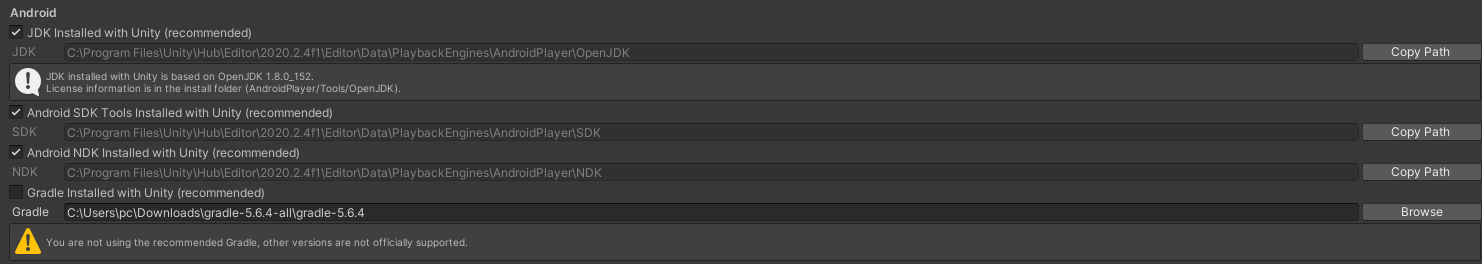 Android
JDK Installed with Unity (recommended)
JDK C:\Program Files\Unity\Hub\Editor\2020.2.4f1\Editor\Data\PlaybackEngines\AndroidPlayer\OpenJDK Copy Path
JDK installed with Unity is based on OpenJDK 1.8.0_152.
License information is in the install folder (AndroidPlayer/Tools/OpenJDK).
Android SDK Tools Installed with Unity (recommended)
SDK C:\Program Files\Unity\Hub\Editor\2020.2.4f1\Editor\Data\PlaybackEngines\AndroidPlayer\SDK Copy Path
Android NDK Installed with Unity (recommended)
NDK C:\Program Files\Unity\Hub\Editor\2020.2.4f1\Editor\Data\PlaybackEngines\AndroidPlayer\NDK Copy Path
Gradle Installed with Unity (recommended)
Gradle C:\Users\pc\Downloads\gradle-5.6.4-all\gradle-5.6.4 Browse
You are not using the recommended Gradle, other versions are not officially supported.